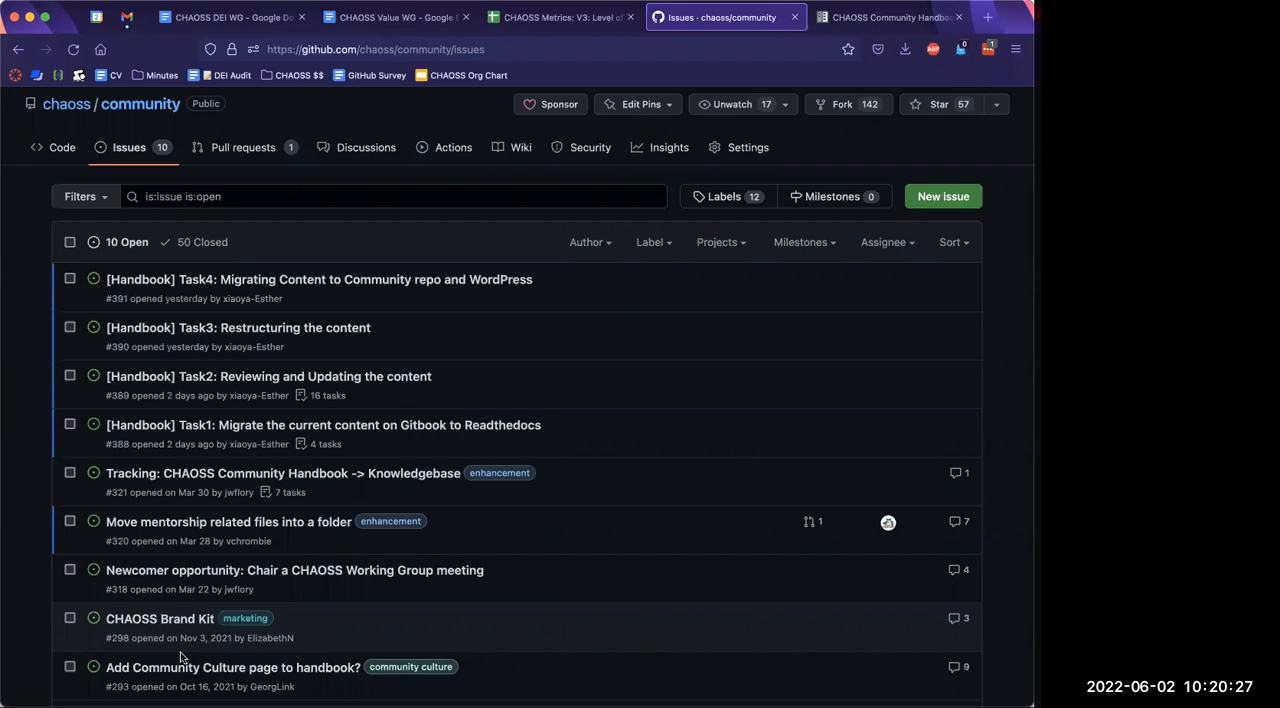 CHAOSS DEI WG - Google Do
CHAOSS Value WG - Google D
CHAOSS Metrics: V3: Level of
Issues · chaoss/community
CHAOSS Community Handbo
https://github.com/chaoss/community/issues
CV
Minutes
DEI Audit
CHAOSS $$
GitHub Survey
CHAOSS Org Chart
chaoss / community Public
Sponsor
Edit Pins
Unwatch 17
Fork 142
Star 57
Code
Issues 10
Pull requests 1
Discussions
Actions
Wiki
Security
Insights
Settings
Filters
is:issue is:open
Labels 12
Milestones 0
New issue
10 Open
50 Closed
Author
Label
Projects
Milestones
Assignee
Sort
[Handbook] Task4: Migrating Content to Community repo and WordPress
#391 opened yesterday by xiaoya-Esther
[Handbook] Task3: Restructuring the content
#390 opened yesterday by xiaoya-Esther
[Handbook] Task2: Reviewing and Updating the content
#389 opened 2 days ago by xiaoya-Esther 16 tasks
[Handbook] Task1: Migrate the current content on Gitbook to Readthedocs
#388 opened 2 days ago by xiaoya-Esther 4 tasks
Tracking: CHAOSS Community Handbook -> Knowledgebase enhancement 1
#321 opened on Mar 30 by jwflory 7 tasks
Move mentorship related files into a folder enhancement 1 7
#320 opened on Mar 28 by vchrombie
Newcomer opportunity: Chair a CHAOSS Working Group meeting 4
#318 opened on Mar 22 by jwflory
CHAOSS Brand Kit marketing 3
#298 opened on Nov 3, 2021 by ElizabethN
Add Community Culture page to handbook? community culture 9
#293 opened on Oct 16, 2021 by GeorgLink
2022-06-02 10:20:27